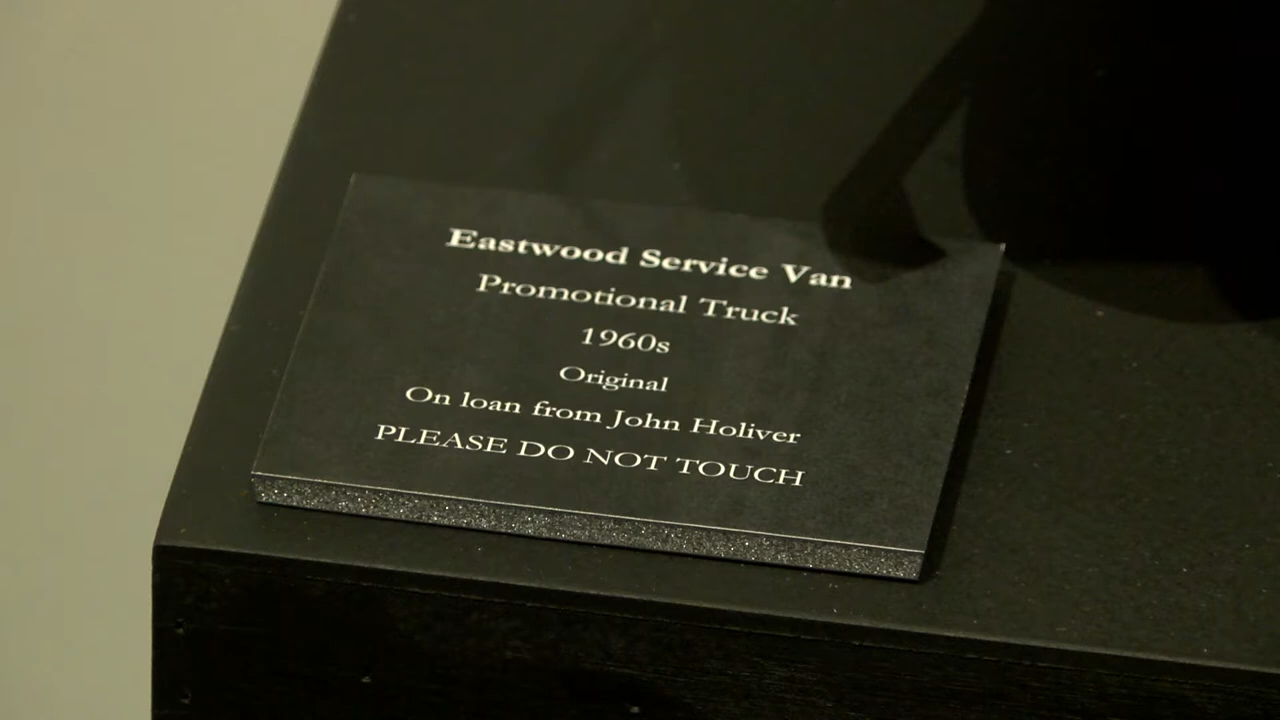 Eastwood Service Van
Promotional Truck
1960s
Original
On loan from John Holiver
PLEASE DO NOT TOUCH